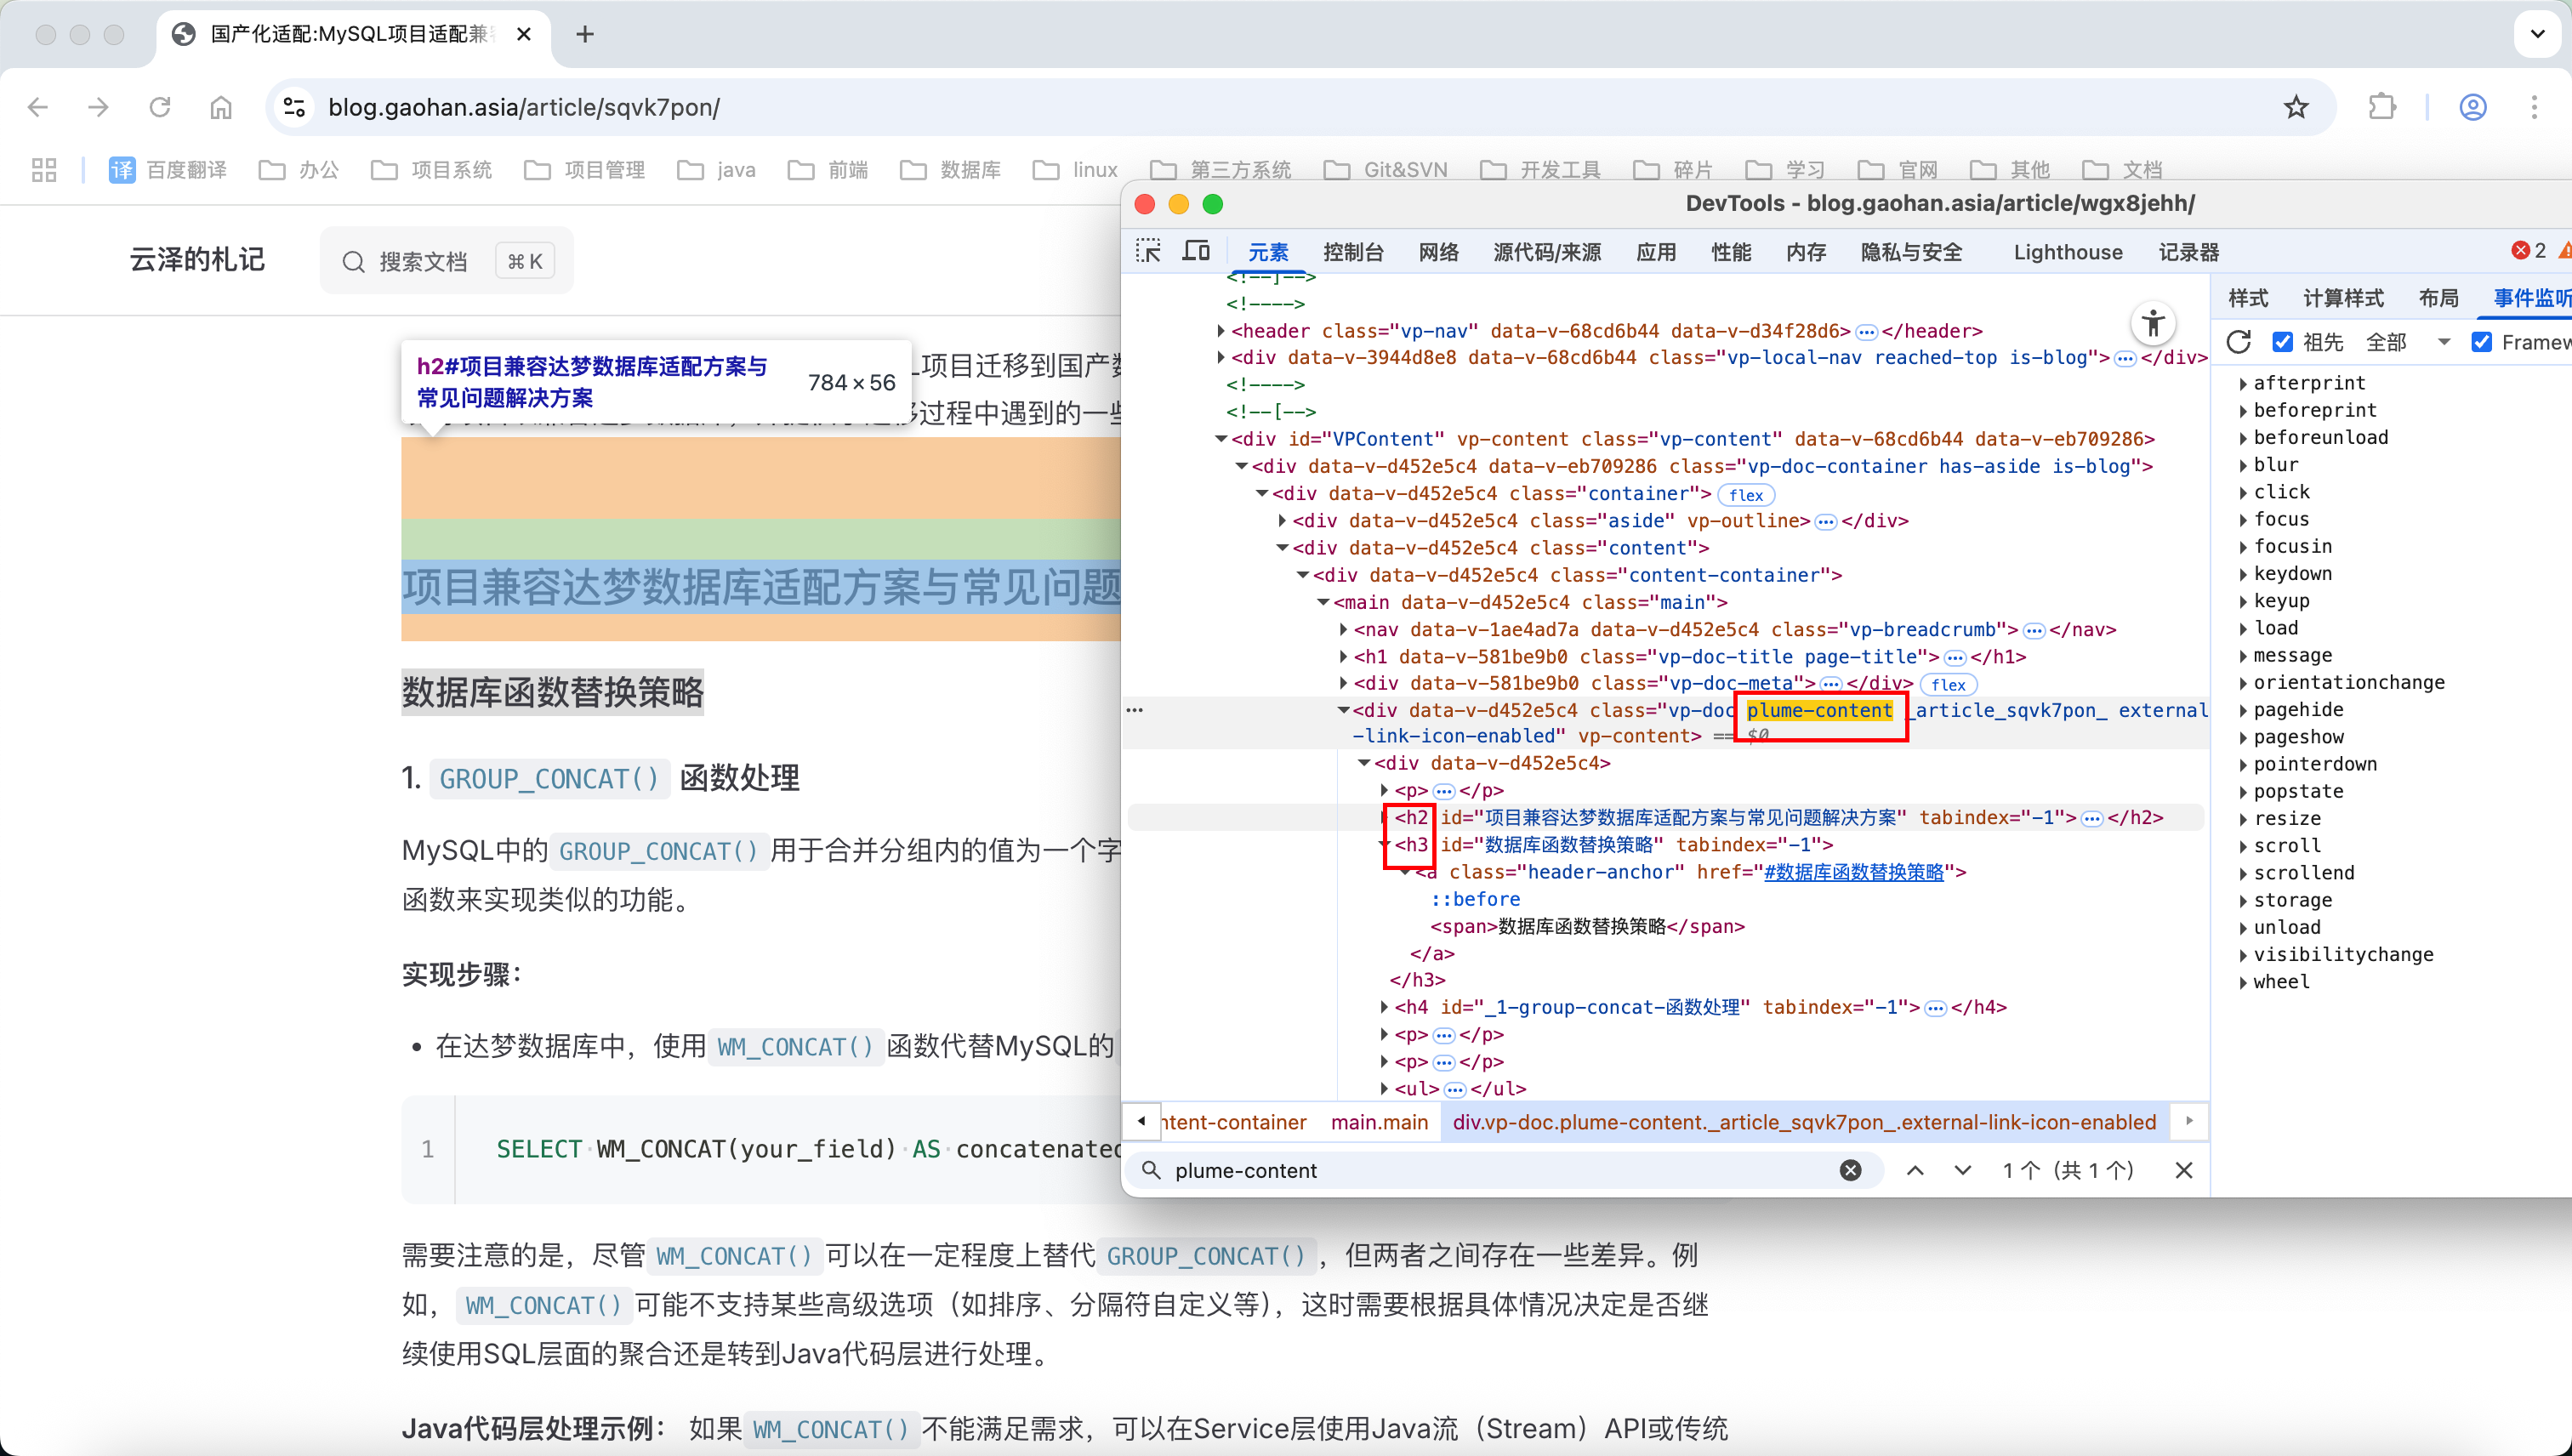 国产化适配:MySQL项目适配兼
blog.gaohan.asia/article/sqvk7pon/
译 百度翻译 办公 项目系统 项目管理 java 前端 数据库 linux 第三方系统 Git&SVN 开发工具 碎片 学习 官网 其他 文档
云泽的札记
搜索文档 ⌘ K
h2#项目兼容达梦数据库适配方案与
常见问题解决方案
784 × 56
项目迁移到国产
过程中遇到的一些
项目兼容达梦数据库适配方案与常见问题
数据库函数替换策略
1. GROUP_CONCAT() 函数处理
MySQL中的 GROUP_CONCAT() 用于合并分组内的值为一个字
函数来实现类似的功能。
实现步骤：
• 在达梦数据库中，使用 WM_CONCAT() 函数代替MySQL的
1 SELECT·WM_CONCAT(your_field)·AS·concatenated
需要注意的是，尽管 WM_CONCAT() 可以在一定程度上替代 GROUP_CONCAT() ，但两者之间存在一些差异。例
如， WM_CONCAT() 可能不支持某些高级选项（如排序、分隔符自定义等），这时需要根据具体情况决定是否继
续使用SQL层面的聚合还是转到Java代码层进行处理。
Java代码层处理示例： 如果 WM_CONCAT() 不能满足需求，可以在Service层使用Java流（Stream）API或传统
DevTools - blog.gaohan.asia/article/wgx8jehh/
元素 控制台 网络 源代码/来源 应用 性能 内存 隐私与安全 Lighthouse 记录器 2
<!--]-->
<!---->
<header class="vp-nav" data-v-68cd6b44 data-v-d34f28d6>…</header>
<div data-v-3944d8e8 data-v-68cd6b44 class="vp-local-nav reached-top is-blog">…</div>
<!---->
<!--[-->
<div id="VPContent" vp-content class="vp-content" data-v-68cd6b44 data-v-eb709286>
<div data-v-d452e5c4 data-v-eb709286 class="vp-doc-container has-aside is-blog">
<div data-v-d452e5c4 class="container"> flex
<div data-v-d452e5c4 class="aside" vp-outline>…</div>
<div data-v-d452e5c4 class="content">
<div data-v-d452e5c4 class="content-container">
<main data-v-d452e5c4 class="main">
<nav data-v-1ae4ad7a data-v-d452e5c4 class="vp-breadcrumb">…</nav>
<h1 data-v-581be9b0 class="vp-doc-title page-title">…</h1>
<div data-v-581be9b0 class="vp-doc-meta">…</div> flex
… <div data-v-d452e5c4 class="vp-doc plume-content _article_sqvk7pon_ external
-link-icon-enabled" vp-content> == $0
<div data-v-d452e5c4>
<p>…</p>
<h2 id="项目兼容达梦数据库适配方案与常见问题解决方案" tabindex="-1">…</h2>
<h3 id="数据库函数替换策略" tabindex="-1">
<a class="header-anchor" href="#数据库函数替换策略">
::before
<span>数据库函数替换策略</span>
</a>
</h3>
<h4 id="_1-group-concat-函数处理" tabindex="-1">…</h4>
<p>…</p>
<p>…</p>
<ul>…</ul>
ntent-container main.main div.vp-doc.plume-content._article_sqvk7pon_.external-link-icon-enabled
plume-content 1 个（共 1 个）
样式 计算样式 布局 事件监听
祖先 全部 Framew
afterprint
beforeprint
beforeunload
blur
click
focus
focusin
keydown
keyup
load
message
orientationchange
pagehide
pageshow
pointerdown
popstate
resize
scroll
scrollend
storage
unload
visibilitychange
wheel